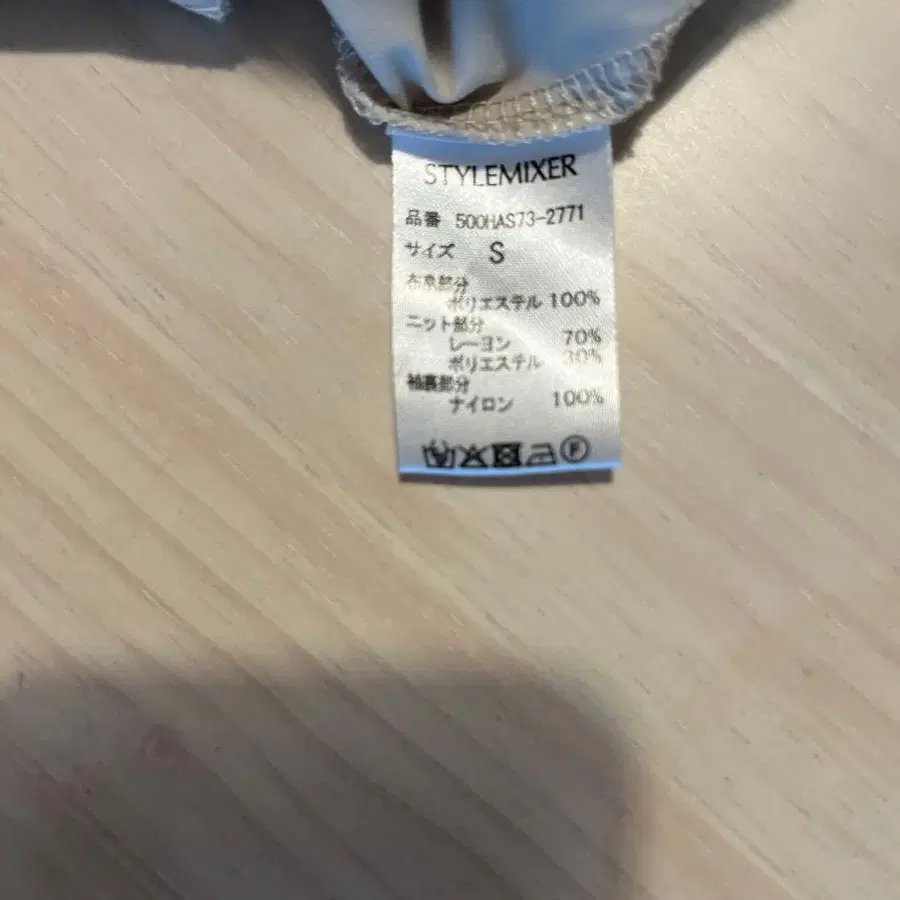 STYLEMIXER
品番 500HAS73-2771
サイズ S
布帛部分
ポリエステル 100%
ニット部分
レーヨン 70%
ポリエステル 30%
袖裏部分
ナイロン 100%
F